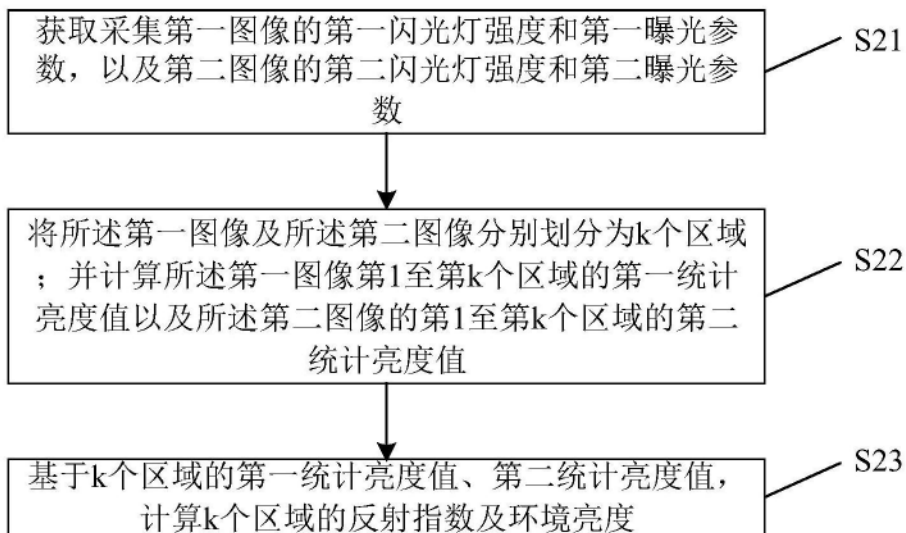 获取采集第一图像的第一闪光灯强度和第一曝光参
数，以及第二图像的第二闪光灯强度和第二曝光参
数
S21
将所述第一图像及所述第二图像分别划分为k个区域
；并计算所述第一图像第1至第k个区域的第一统计
亮度值以及所述第二图像的第1至第k个区域的第二
统计亮度值
S22
基于k个区域的第一统计亮度值、第二统计亮度值，
计算k个区域的反射指数及环境亮度
S23